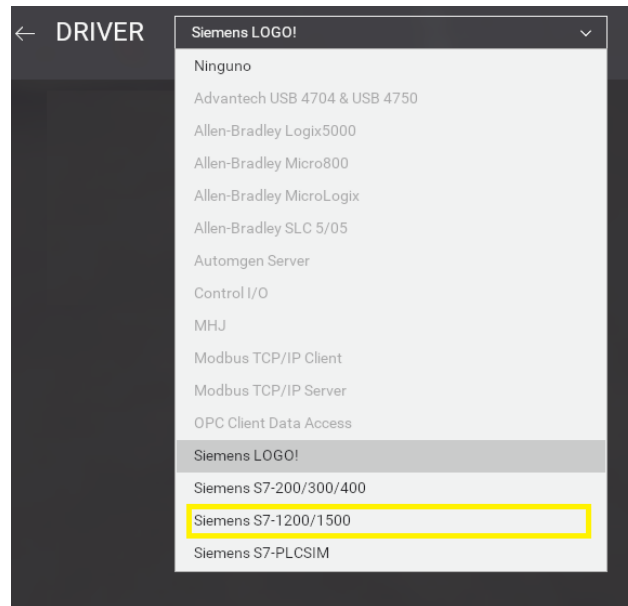 ← DRIVER Siemens LOGO!
Ninguno
Advantech USB 4704 & USB 4750
Allen-Bradley Logix5000
Allen-Bradley Micro800
Allen-Bradley MicroLogix
Allen-Bradley SLC 5/05
Automgen Server
Control I/O
MHJ
Modbus TCP/IP Client
Modbus TCP/IP Server
OPC Client Data Access
Siemens LOGO!
Siemens S7-200/300/400
Siemens S7-1200/1500
Siemens S7-PLCSIM